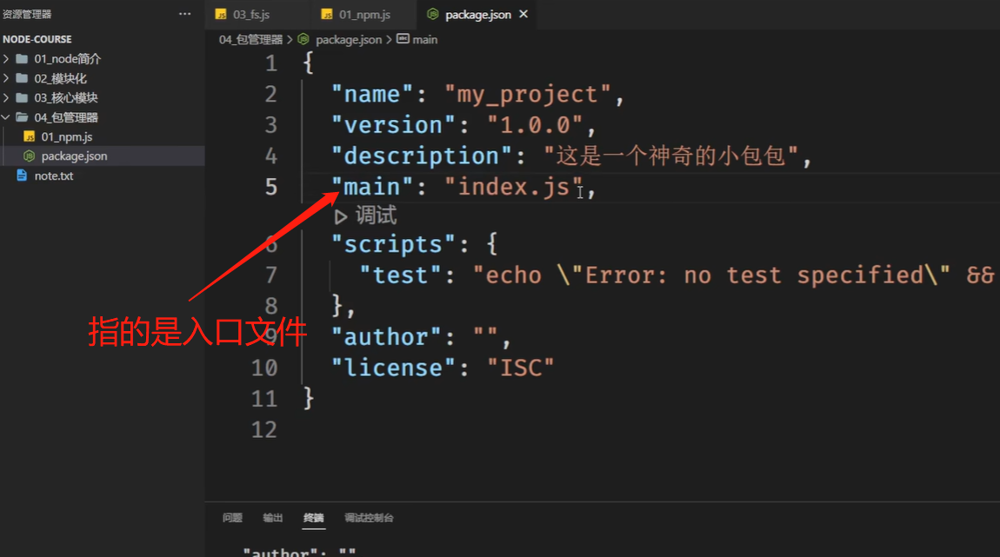 资源管理器 ···
NODE-COURSE
01_node简介
02_模块化
03_核心模块
04_包管理器
JS 01_npm.js
package.json
note.txt
JS 03_fs.js JS 01_npm.js package.json ×
04_包管理器 > package.json > main
1 {
2 "name": "my_project",
3 "version": "1.0.0",
4 "description": "这是一个神奇的小包包",
5 "main": "index.js",
调试
6 "scripts": {
7 "test": "echo \"Error: no test specified\" &&
8 },
9 "author": "",
10 "license": "ISC"
11 }
12
指的是入口文件
问题 输出 终端 调试控制台
"author": ""